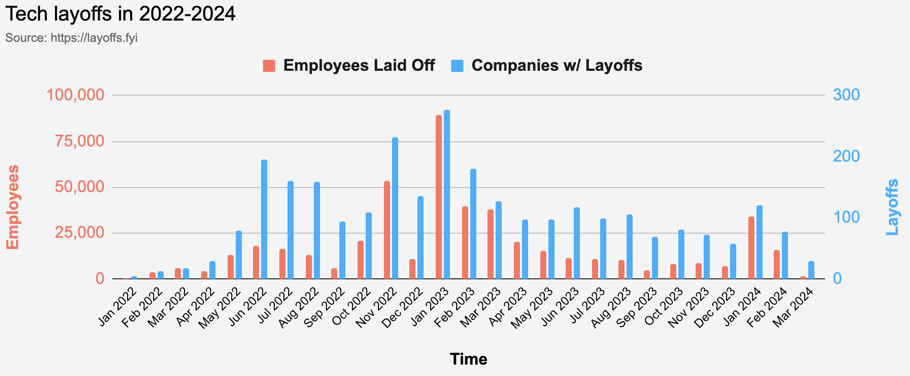 Tech layoffs in 2022-2024
Source: https://layoffs.fyi
Employees Laid Off Companies w/ Layoffs
100,000 300
75,000
200
50,000
100
25,000
0 0
Employees
Layoffs
Jan 2022 Feb 2022 Mar 2022 Apr 2022 May 2022 Jun 2022 Jul 2022 Aug 2022 Sep 2022 Oct 2022 Nov 2022 Dec 2022 Jan 2023 Feb 2023 Mar 2023 Apr 2023 May 2023 Jun 2023 Jul 2023 Aug 2023 Sep 2023 Oct 2023 Nov 2023 Dec 2023 Jan 2024 Feb 2024 Mar 2024
Time